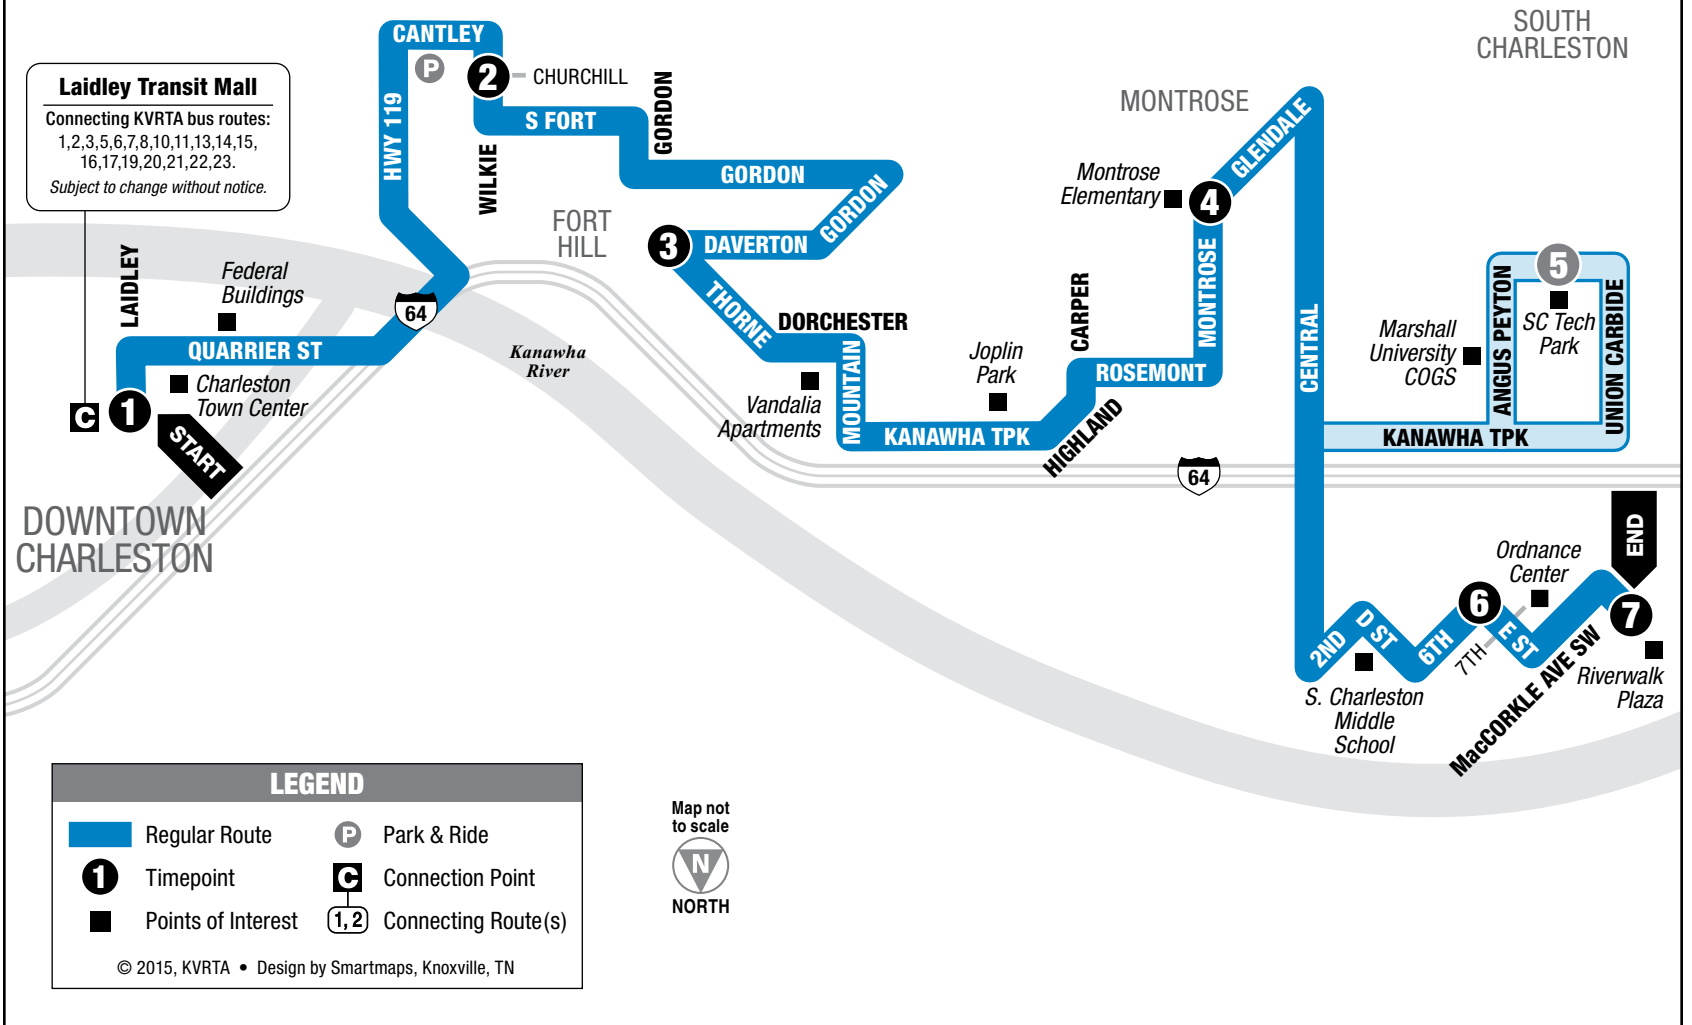 SOUTH
CHARLESTON
CANTLEY
P
2
CHURCHILL
Laidley Transit Mall
Connecting KVRTA bus routes:
1,2,3,5,6,7,8,10,11,13,14,15,
16,17,19,20,21,22,23.
Subject to change without notice.
HWY 119
S FORT
GORDON
WILKIE
GORDON
GORDON
FORT
HILL
3
DAVERTON
THORNE
MONTROSE
Montrose
Elementary
4
GLENDALE
MONTROSE
LAIDLEY
Federal
Buildings
64
QUARRIER ST
Charleston
Town Center
C
1
START
DOWNTOWN
CHARLESTON
Kanawha
River
DORCHESTER
MOUNTAIN
Vandalia
Apartments
Joplin
Park
CARPER
ROSEMONT
KANAWHA TPK
HIGHLAND
64
CENTRAL
Marshall
University
COGS
ANGUS PEYTON
5
SC Tech
Park
UNION CARBIDE
KANAWHA TPK
END
Ordnance
Center
6
7
2ND
D ST
6TH
7TH
E ST
MacCORKLE AVE SW
Riverwalk
Plaza
S. Charleston
Middle
School
LEGEND
Regular Route
P
Park & Ride
1
Timepoint
C
Connection Point
Points of Interest
1, 2
Connecting Route(s)
© 2015, KVRTA • Design by Smartmaps, Knoxville, TN
Map not
to scale
N
NORTH